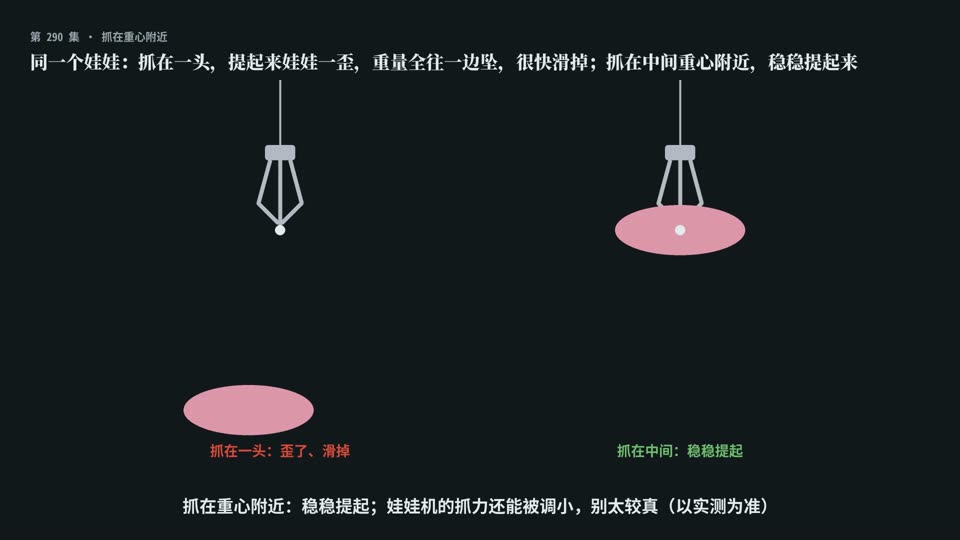 第 290 集 · 抓在重心附近
同一个娃娃：抓在一头，提起来娃娃一歪，重量全往一边坠，很快滑掉；抓在中间重心附近，稳稳提起来
抓在一头：歪了、滑掉
抓在中间：稳稳提起
抓在重心附近：稳稳提起；娃娃机的抓力还能被调小，别太较真（以实测为准）